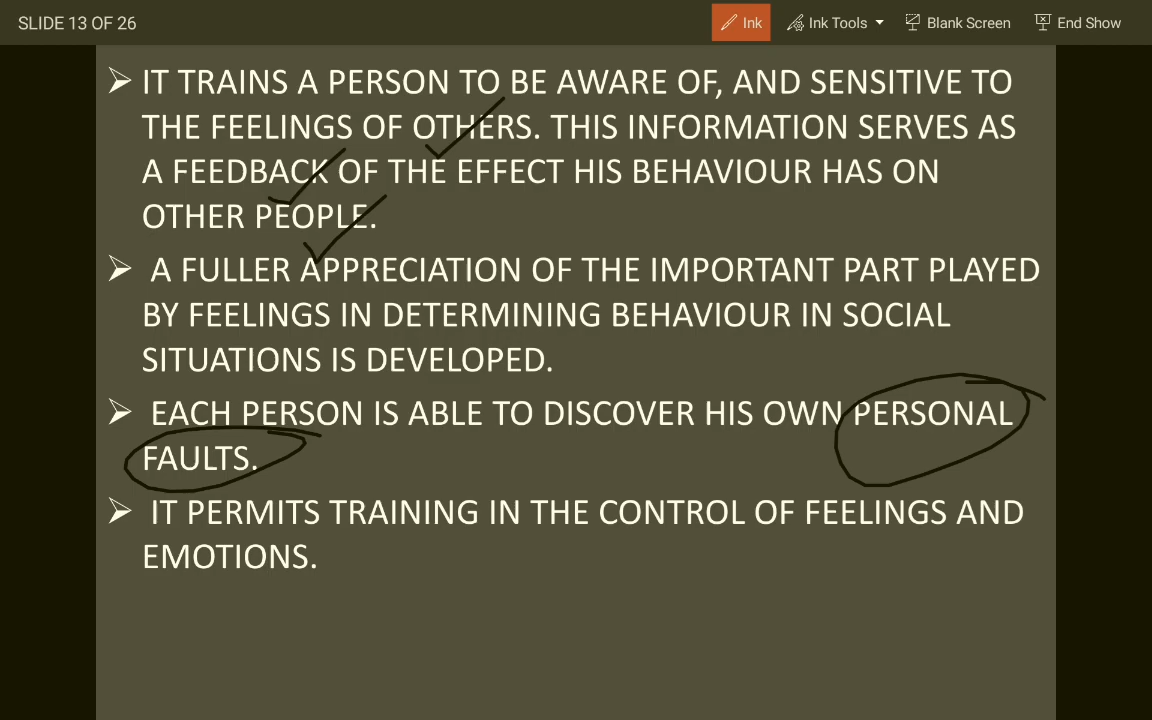 SLIDE 13 OF 26
Ink
Ink Tools
Blank Screen
End Show
IT TRAINS A PERSON TO BE AWARE OF, AND SENSITIVE TO
THE FEELINGS OF OTHERS. THIS INFORMATION SERVES AS
A FEEDBACK OF THE EFFECT HIS BEHAVIOUR HAS ON
OTHER PEOPLE.
A FULLER APPRECIATION OF THE IMPORTANT PART PLAYED
BY FEELINGS IN DETERMINING BEHAVIOUR IN SOCIAL
SITUATIONS IS DEVELOPED.
EACH PERSON IS ABLE TO DISCOVER HIS OWN PERSONAL
FAULTS.
IT PERMITS TRAINING IN THE CONTROL OF FEELINGS AND
EMOTIONS.